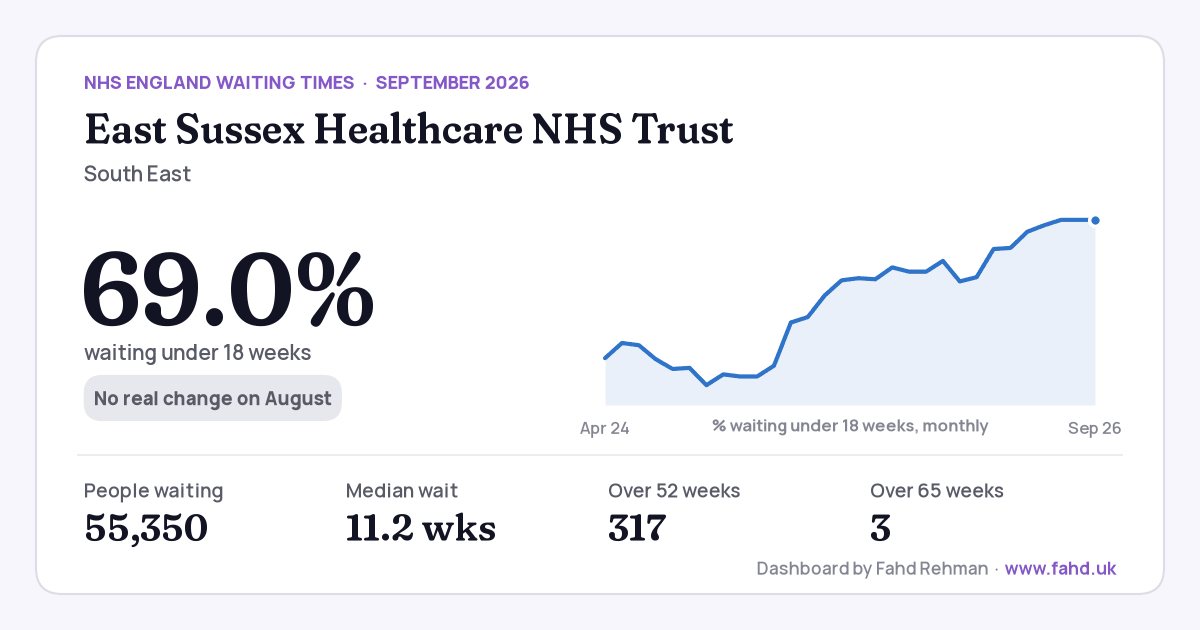 NHS ENGLAND WAITING TIMES · SEPTEMBER 2026
East Sussex Healthcare NHS Trust
South East
69.0%
waiting under 18 weeks
No real change on August
Apr 24
% waiting under 18 weeks, monthly
Sep 26
People waiting
55,350
Median wait
11.2 wks
Over 52 weeks
317
Over 65 weeks
3
Dashboard by Fahd Rehman · www.fahd.uk